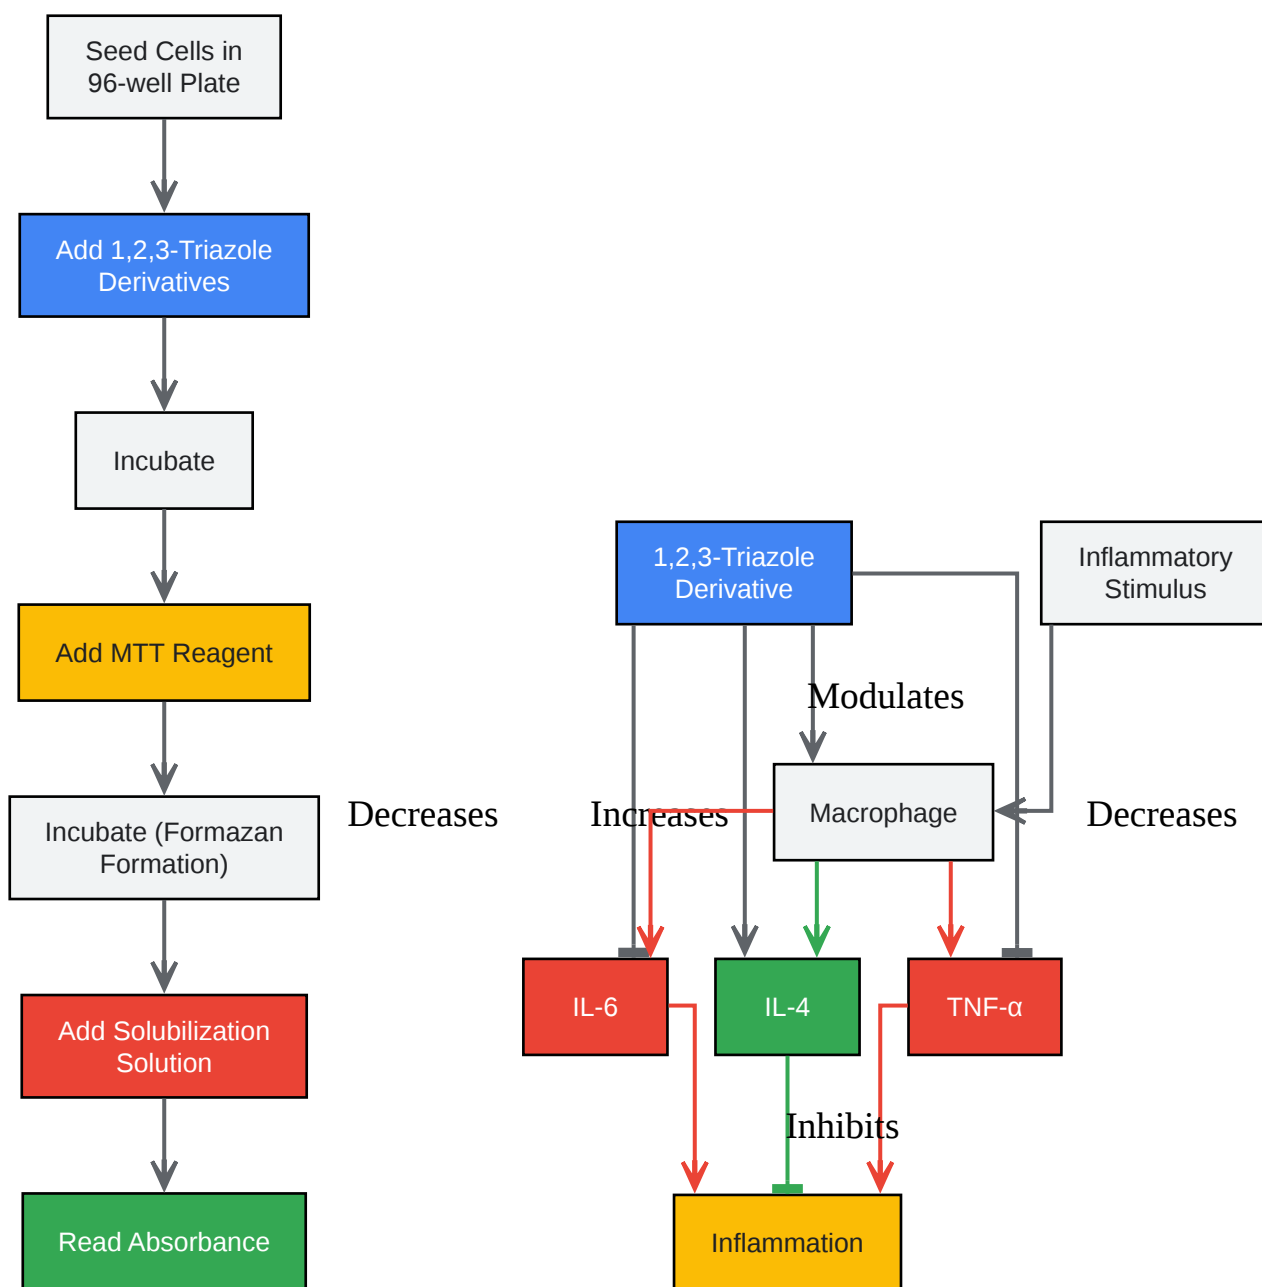 Seed Cells in
96-well Plate
Add 1,2,3-Triazole
Derivatives
Incubate
Add MTT Reagent
Incubate (Formazan
Formation)
Add Solubilization
Solution
Read Absorbance
1,2,3-Triazole
Derivative
Inflammatory
Stimulus
Modulates
Decreases
Increases
Macrophage
Decreases
IL-6
IL-4
TNF-α
Inhibits
Inflammation